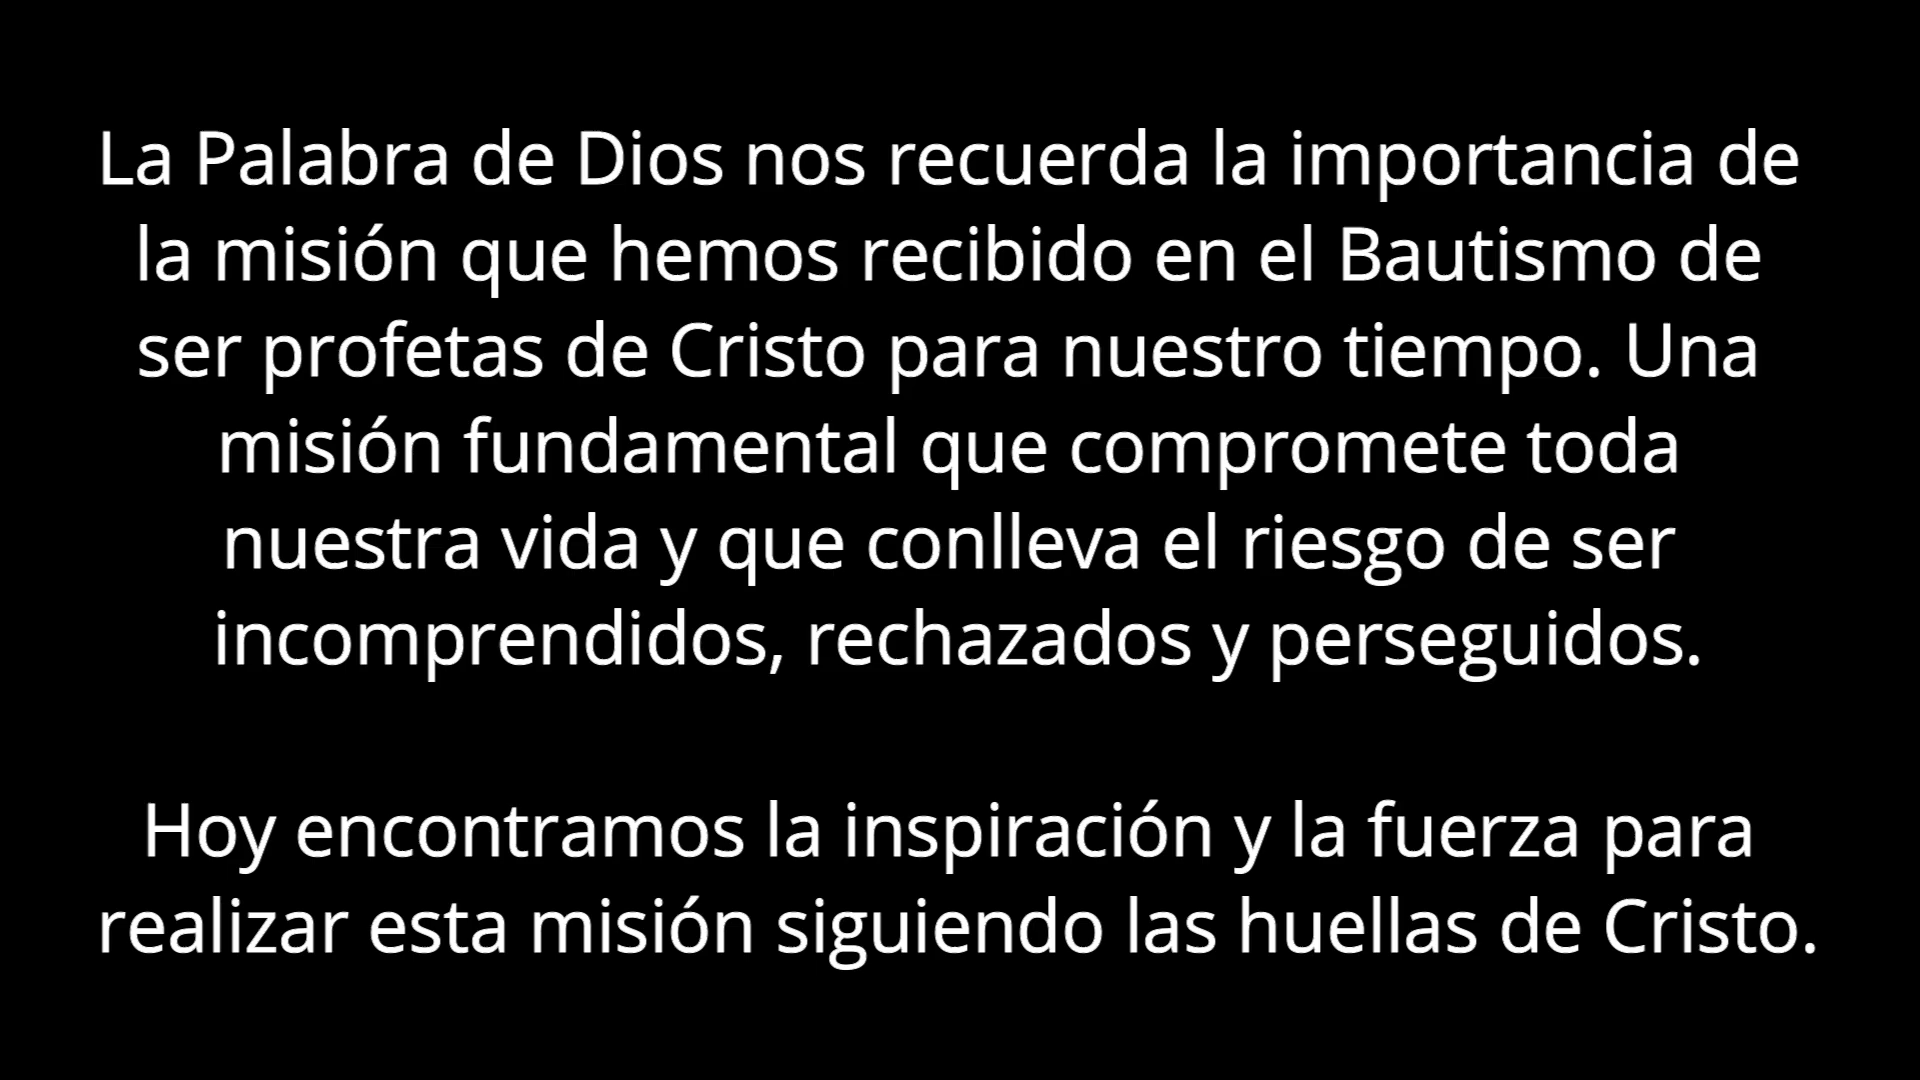 La Palabra de Dios nos recuerda la importancia de
la misión que hemos recibido en el Bautismo de
ser profetas de Cristo para nuestro tiempo. Una
misión fundamental que compromete toda
nuestra vida y que conlleva el riesgo de ser
incomprendidos, rechazados y perseguidos.
Hoy encontramos la inspiración y la fuerza para
realizar esta misión siguiendo las huellas de Cristo.